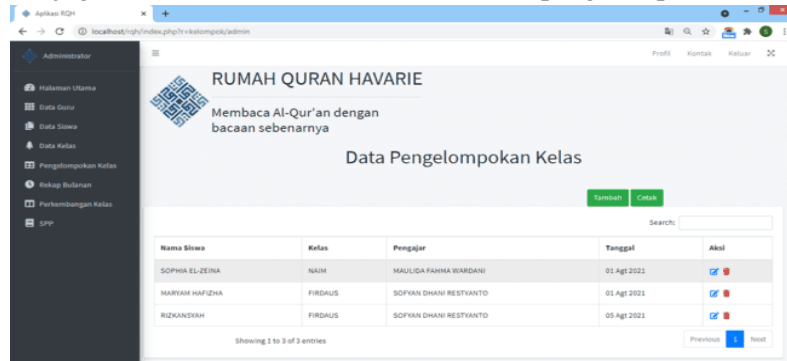 Aplikasi RQH
localhost/rqh/index.php?r=kelompok/admin
Administrator
Profil Kontak Keluar
Halaman Utama
Data Guru
Data Siswa
Data Kelas
Pengelompokan Kelas
Rekap Bulanan
Perkembangan Kelas
SPP
RUMAH QURAN HAVARIE
Membaca Al-Qur'an dengan
bacaan sebenarnya
Data Pengelompokan Kelas
Tambah Cetak
Search:
Nama Siswa Kelas Pengajar Tanggal Aksi
SOPHIA EL-ZEINA NAIM MAULIDA FAHMA WARDANI 01 Agt 2021
MARYAM HAFIZHA FIRDAUS SOFYAN DHANI RESTYANTO 01 Agt 2021
RIZKANSYAH FIRDAUS SOFYAN DHANI RESTYANTO 05 Agt 2021
Showing 1 to 3 of 3 entries
Previous 1 Next